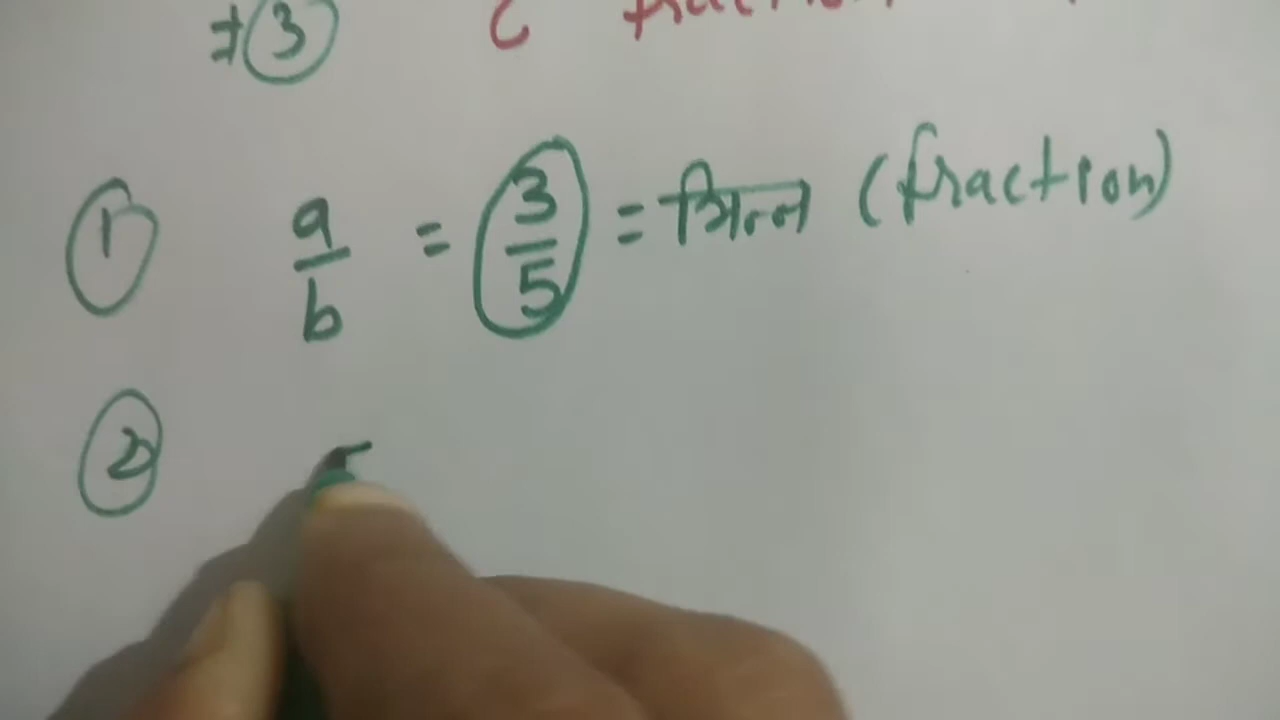 ⇒ 3
① a/b = 3/5 = भिन्न (fraction)
②